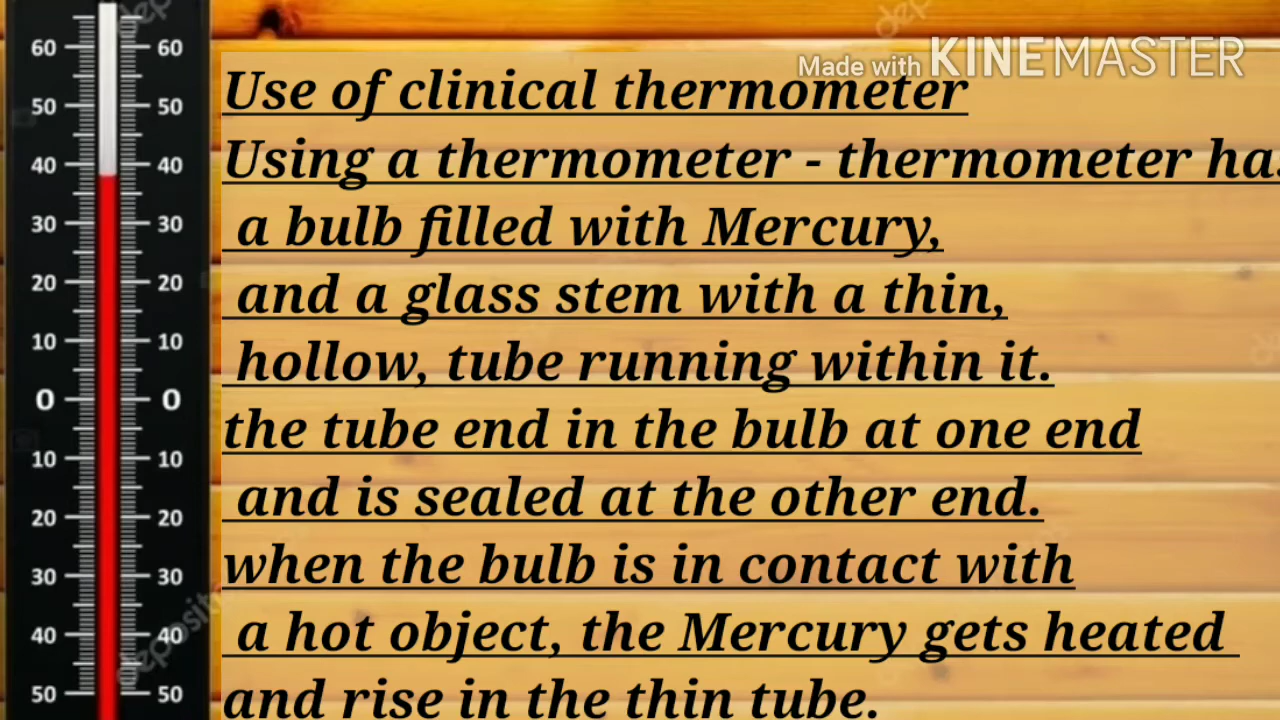 Made with KINEMASTER
Use of clinical thermometer
Using a thermometer - thermometer has
a bulb filled with Mercury,
and a glass stem with a thin,
hollow, tube running within it.
the tube end in the bulb at one end
and is sealed at the other end.
when the bulb is in contact with
a hot object, the Mercury gets heated
and rise in the thin tube.
60 60
50 50
40 40
30 30
20 20
10 10
0 0
10 10
20 20
30 30
40 40
50 50